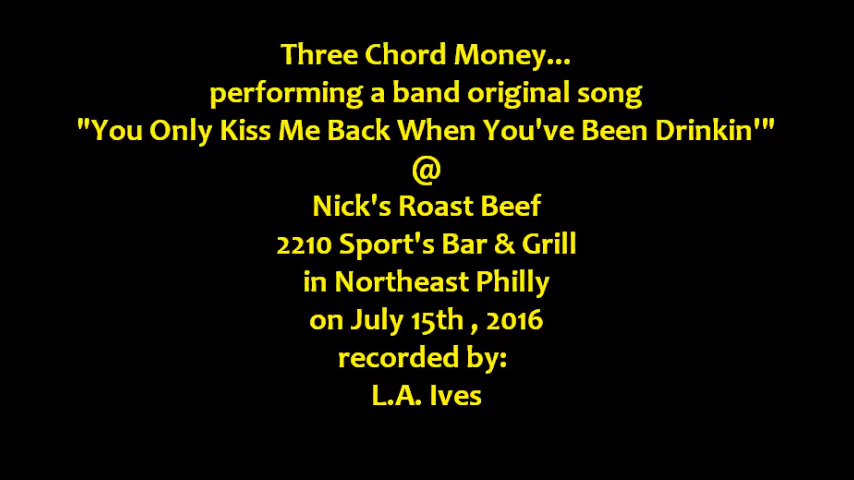 Three Chord Money...
performing a band original song
"You Only Kiss Me Back When You've Been Drinkin'"
@
Nick's Roast Beef
2210 Sport's Bar & Grill
in Northeast Philly
on July 15th , 2016
recorded by:
L.A. Ives